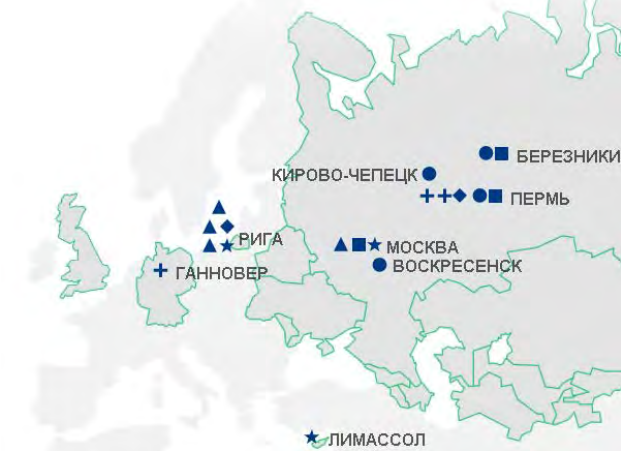 БЕРЕЗНИКИ
КИРОВО-ЧЕПЕЦК
ПЕРМЬ
РИГА
МОСКВА
ГАННОВЕР
ВОСКРЕСЕНСК
ЛИМАССОЛ